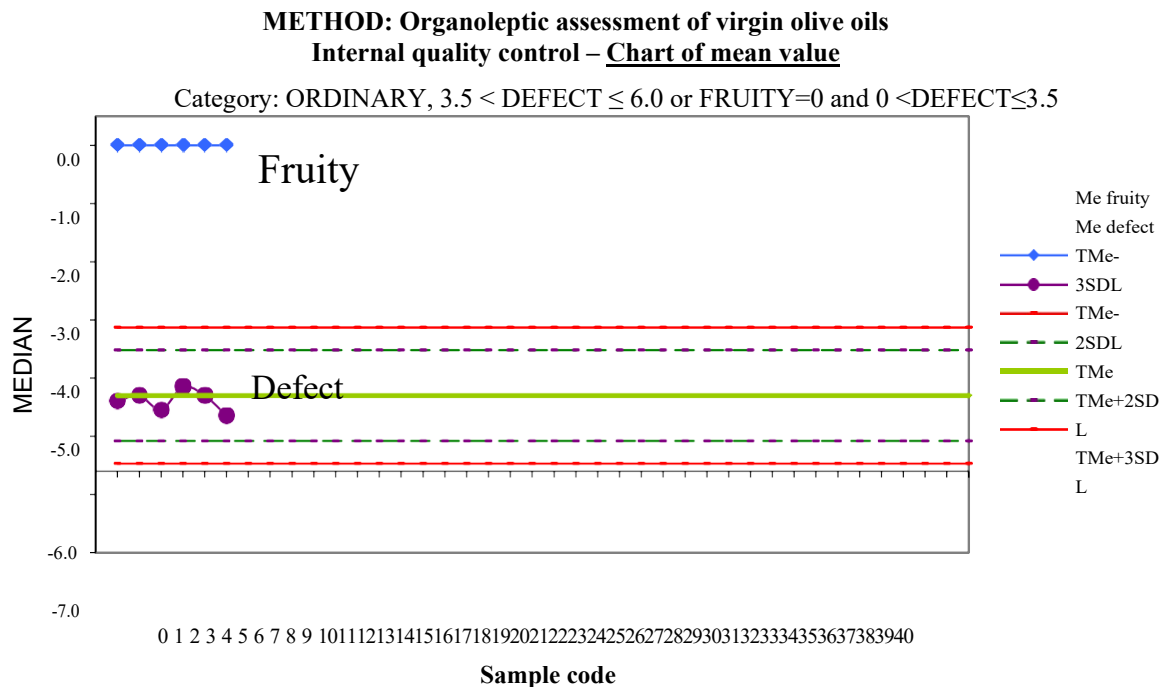 METHOD: Organoleptic assessment of virgin olive oils
Internal quality control – Chart of mean value
Category: ORDINARY, 3.5 < DEFECT ≤ 6.0 or FRUITY=0 and 0 <DEFECT≤3.5
0.0
-1.0
-2.0
-3.0
-4.0
-5.0
-6.0
-7.0
MEDIAN
Fruity
Defect
Me fruity
Me defect
TMe-
3SDL
TMe-
2SDL
TMe
TMe+2SD
L
TMe+3SD
L
0 1 2 3 4 5 6 7 8 9 10111213141516171819202122232425262728293031323334353637383940
Sample code